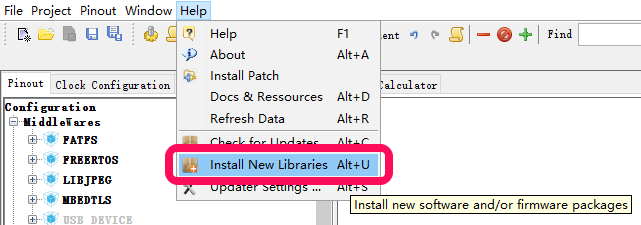 File Project Pinout Window Help
Help F1
About Alt+A
Install Patch
Docs & Ressources Alt+D
Refresh Data Alt+R
Check for Updates Alt+C
Install New Libraries Alt+U
Updater Settings ... Alt+S
Install new software and/or firmware packages
Find
Pinout Clock Configuration
Calculator
Configuration
MiddleWares
FATFS
FREERTOS
LIBJPEG
MBEDTLS
USB DEVICE